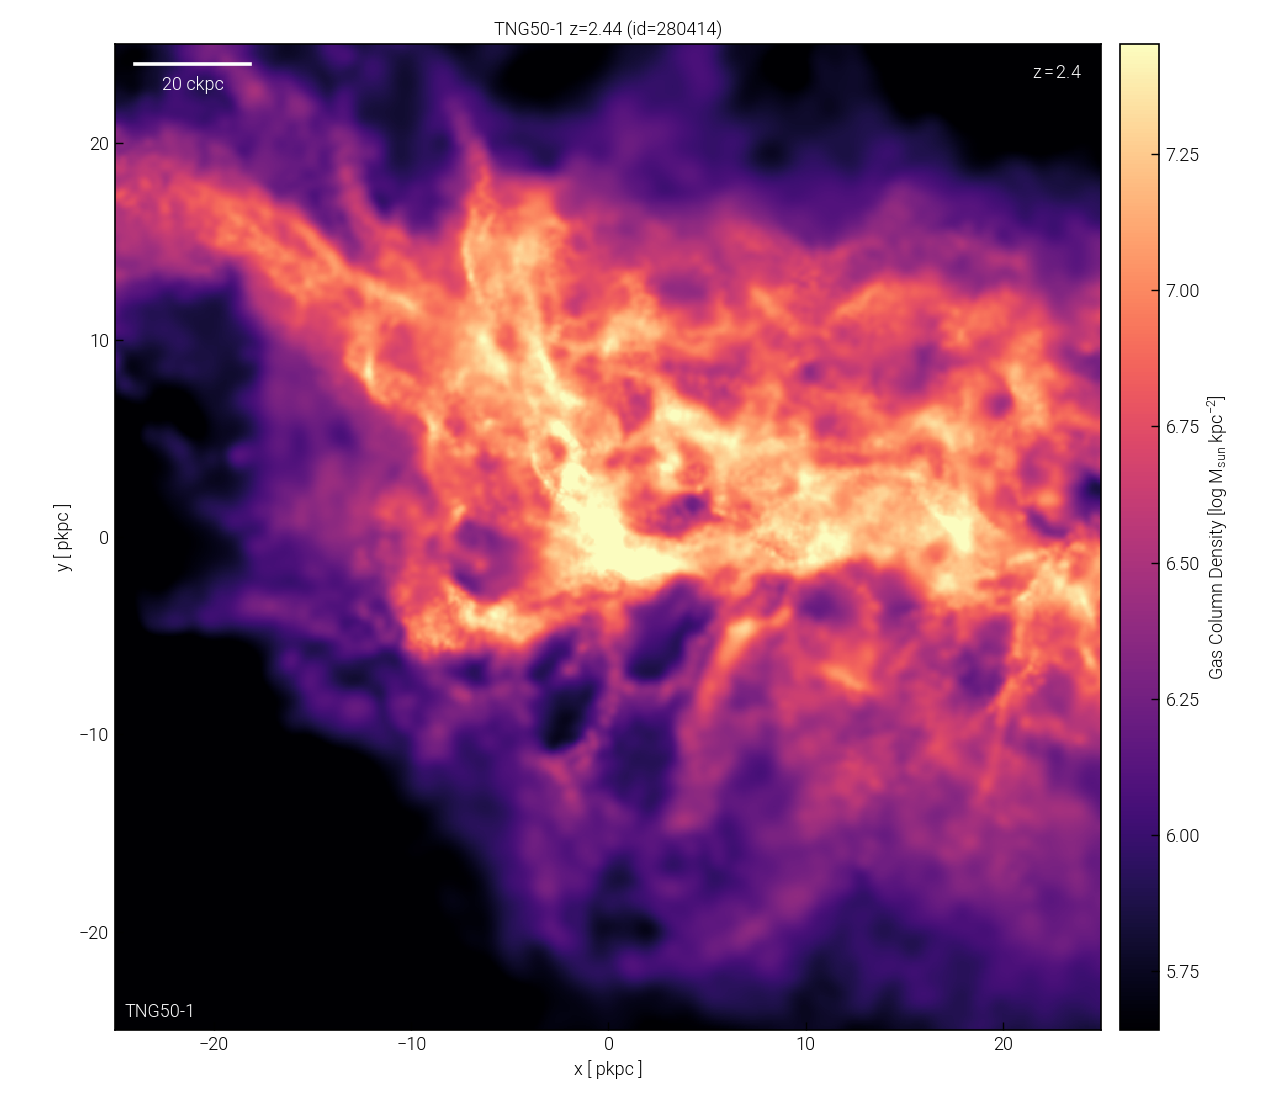 TNG50-1 z=2.44 (id=280414)
20 ckpc
z=2.4
TNG50-1
20
10
0
−10
−20
y [ pkpc ]
−20
−10
0
10
20
x [ pkpc ]
7.25
7.00
6.75
6.50
6.25
6.00
5.75
Gas Column Density [log M_sun kpc^−2]